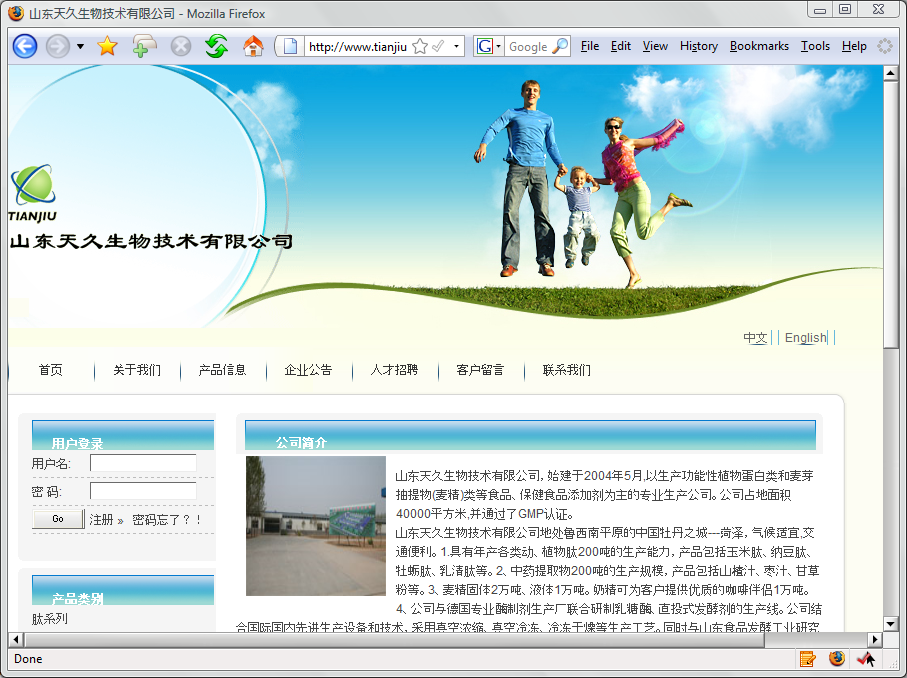 山东天久生物技术有限公司 - Mozilla Firefox
http://www.tianjiu
Google
File Edit View History Bookmarks Tools Help
TIANJIU
山东天久生物技术有限公司
中文 | English |
首页 关于我们 产品信息 企业公告 人才招聘 客户留言 联系我们
用户登录
用户名:
密 码:
Go 注册 » 密码忘了？！
产品类别
肽系列
公司简介
山东天久生物技术有限公司，始建于2004年5月,以生产功能性植物蛋白类和麦芽
抽提物(麦精)类等食品、保健食品添加剂为主的专业生产公司。公司占地面积
40000平方米,并通过了GMP认证。
山东天久生物技术有限公司地处鲁西南平原的中国牡丹之城---菏泽，气候适宜,交
通便利。1.具有年产各类动、植物肽200吨的生产能力，产品包括玉米肽、纳豆肽、
牡蛎肽、乳清肽等。2、中药提取物200吨的生产规模，产品包括山楂汁、枣汁、甘草
粉等。3、麦精固体2万吨、液体1万吨。奶精可为客户提供优质的咖啡伴侣1万吨。
4、公司与德国专业酶制剂生产厂联合研制乳糖酶、直投式发酵剂的生产线。公司结
合国际国内先进生产设备和技术，采用真空浓缩、真空冷冻、冷冻干燥等生产工艺。同时与山东食品发酵工业研究
Done